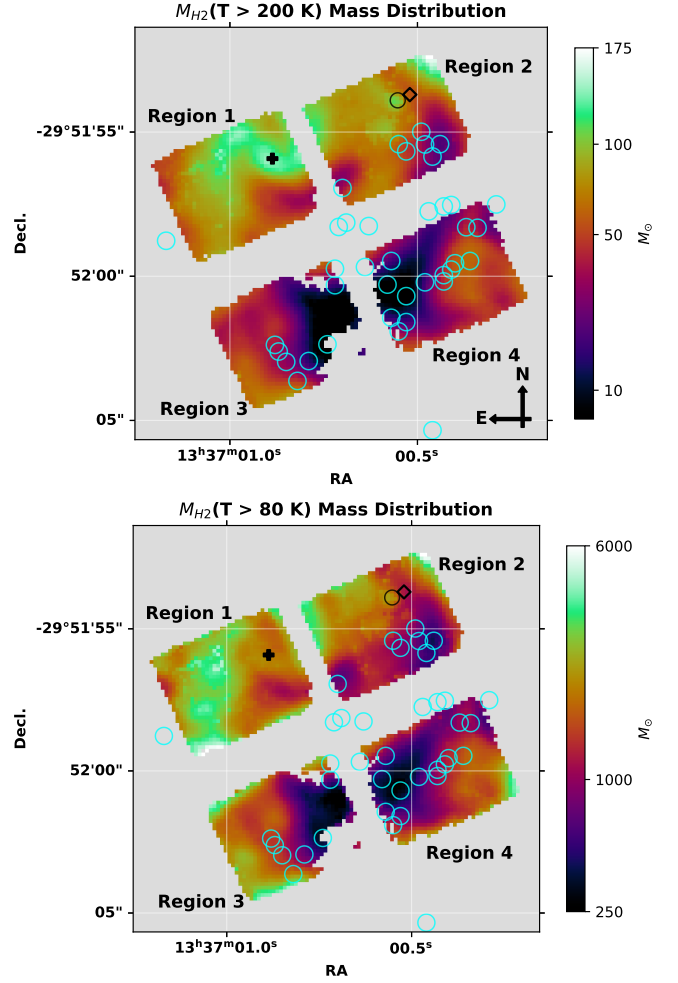 M_H2(T > 200 K) Mass Distribution
Region 2
Region 1
-29°51'55"
52'00"
05"
Decl.
Region 4
Region 3
N
E
13ʰ37ᵐ01.0ˢ
00.5ˢ
RA
175
100
50
10
M☉
M_H2(T > 80 K) Mass Distribution
Region 2
Region 1
-29°51'55"
52'00"
05"
Decl.
Region 4
Region 3
13ʰ37ᵐ01.0ˢ
00.5ˢ
RA
6000
1000
250
M☉